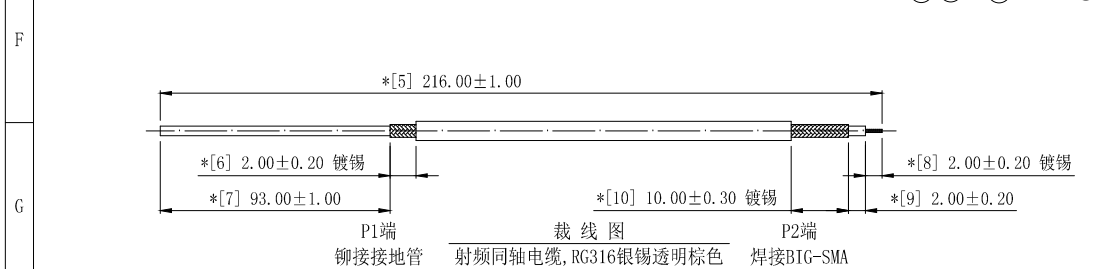 F
*[5] 216.00±1.00
*[6] 2.00±0.20 镀锡
*[8] 2.00±0.20 镀锡
G
*[7] 93.00±1.00
*[10] 10.00±0.30 镀锡
*[9] 2.00±0.20
P1端
裁 线 图
P2端
铆接接地管
射频同轴电缆,RG316银锡透明棕色
焊接BIG-SMA